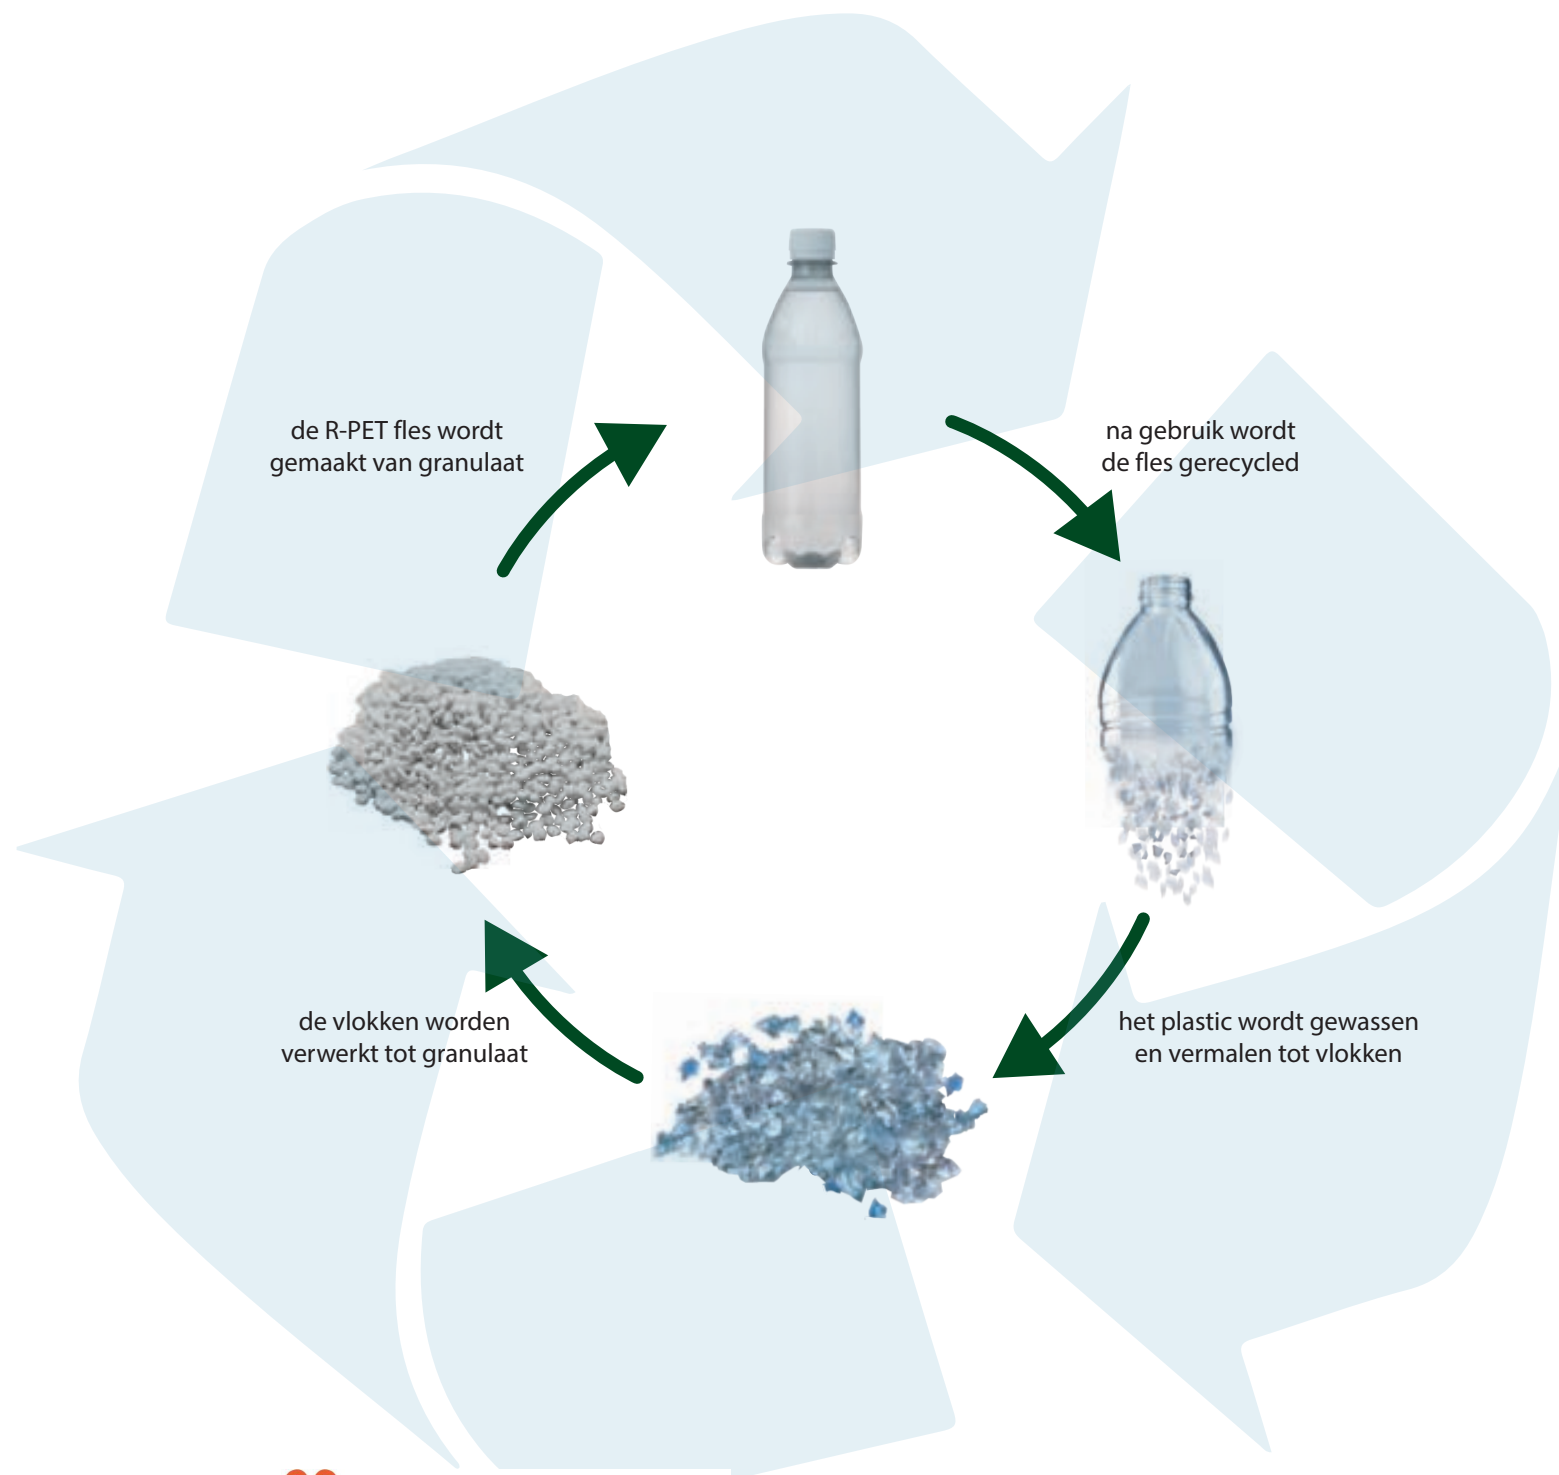 de R-PET fles wordt
gemaakt van granulaat
na gebruik wordt
de fles gerecycled
de vlokken worden
verwerkt tot granulaat
het plastic wordt gewassen
en vermalen tot vlokken